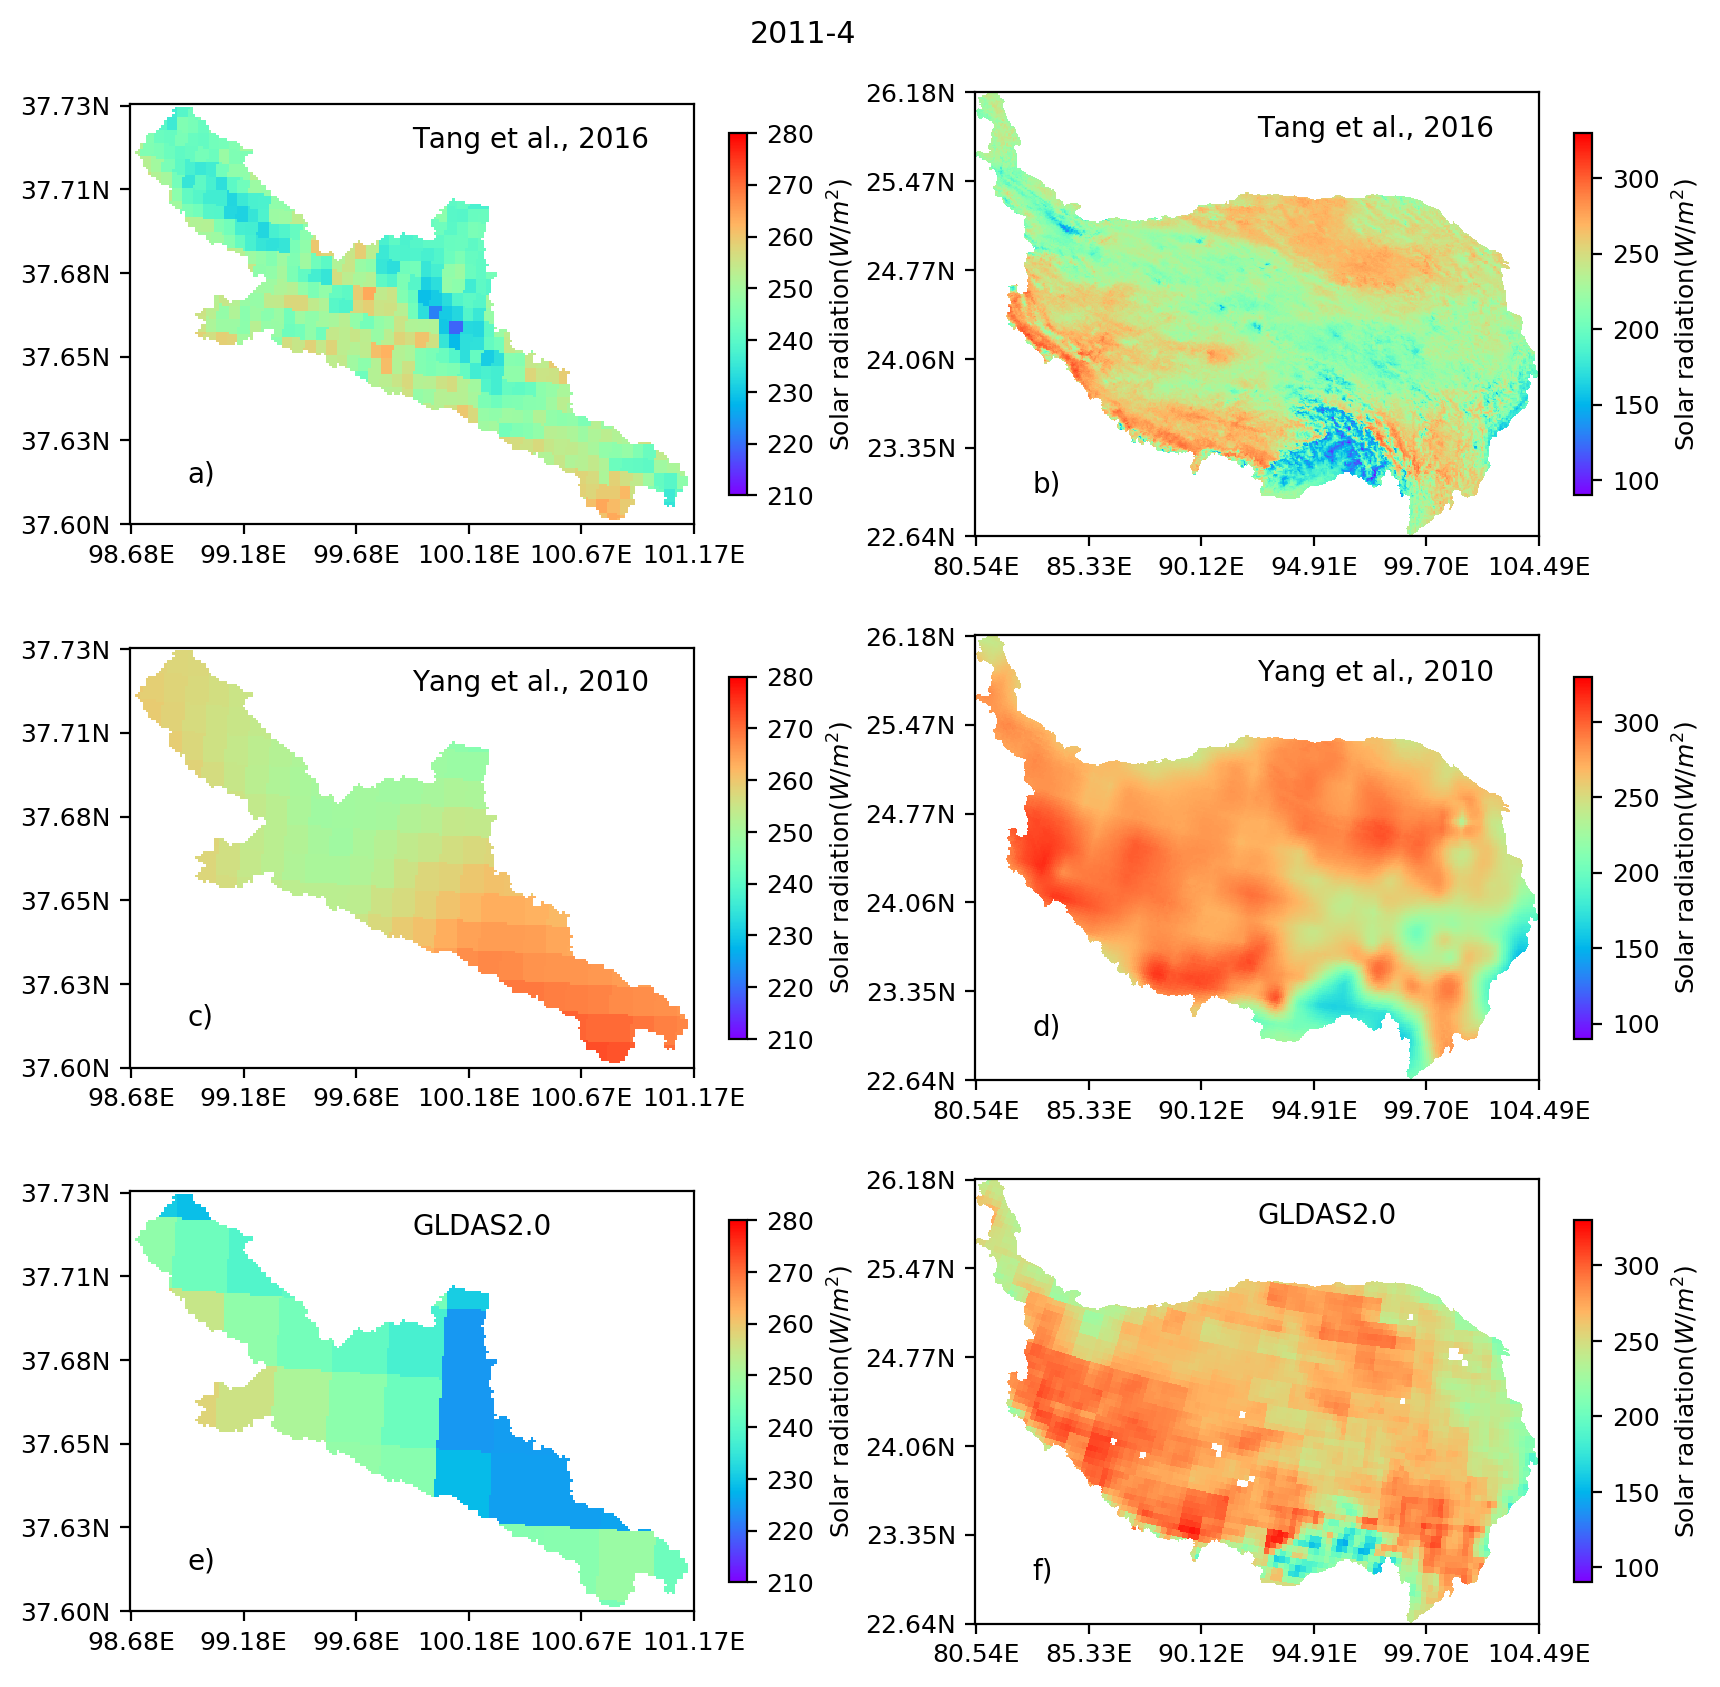 2011-4
37.73N
37.71N
37.68N
37.65N
37.63N
37.60N
98.68E 99.18E 99.68E 100.18E 100.67E 101.17E
Tang et al., 2016
a)
280
270
260
250
240
230
220
210
Solar radiation(W/m²)
26.18N
25.47N
24.77N
24.06N
23.35N
22.64N
80.54E 85.33E 90.12E 94.91E 99.70E 104.49E
Tang et al., 2016
b)
300
250
200
150
100
Solar radiation(W/m²)
37.73N
37.71N
37.68N
37.65N
37.63N
37.60N
98.68E 99.18E 99.68E 100.18E 100.67E 101.17E
Yang et al., 2010
c)
280
270
260
250
240
230
220
210
Solar radiation(W/m²)
26.18N
25.47N
24.77N
24.06N
23.35N
22.64N
80.54E 85.33E 90.12E 94.91E 99.70E 104.49E
Yang et al., 2010
d)
300
250
200
150
100
Solar radiation(W/m²)
37.73N
37.71N
37.68N
37.65N
37.63N
37.60N
98.68E 99.18E 99.68E 100.18E 100.67E 101.17E
GLDAS2.0
e)
280
270
260
250
240
230
220
210
Solar radiation(W/m²)
26.18N
25.47N
24.77N
24.06N
23.35N
22.64N
80.54E 85.33E 90.12E 94.91E 99.70E 104.49E
GLDAS2.0
f)
300
250
200
150
100
Solar radiation(W/m²)